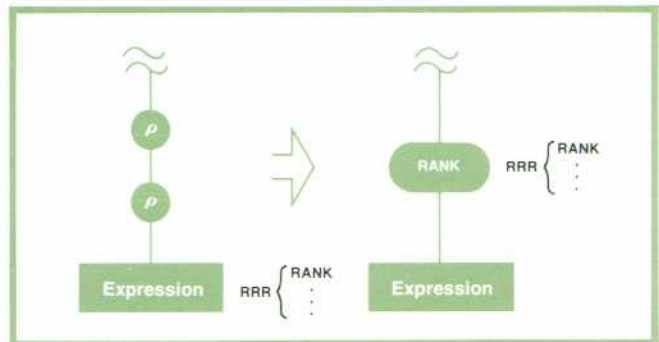 ρ
ρ
Expression
RRR { RANK
.
.
.
RANK
RRR { RANK
.
.
.
Expression